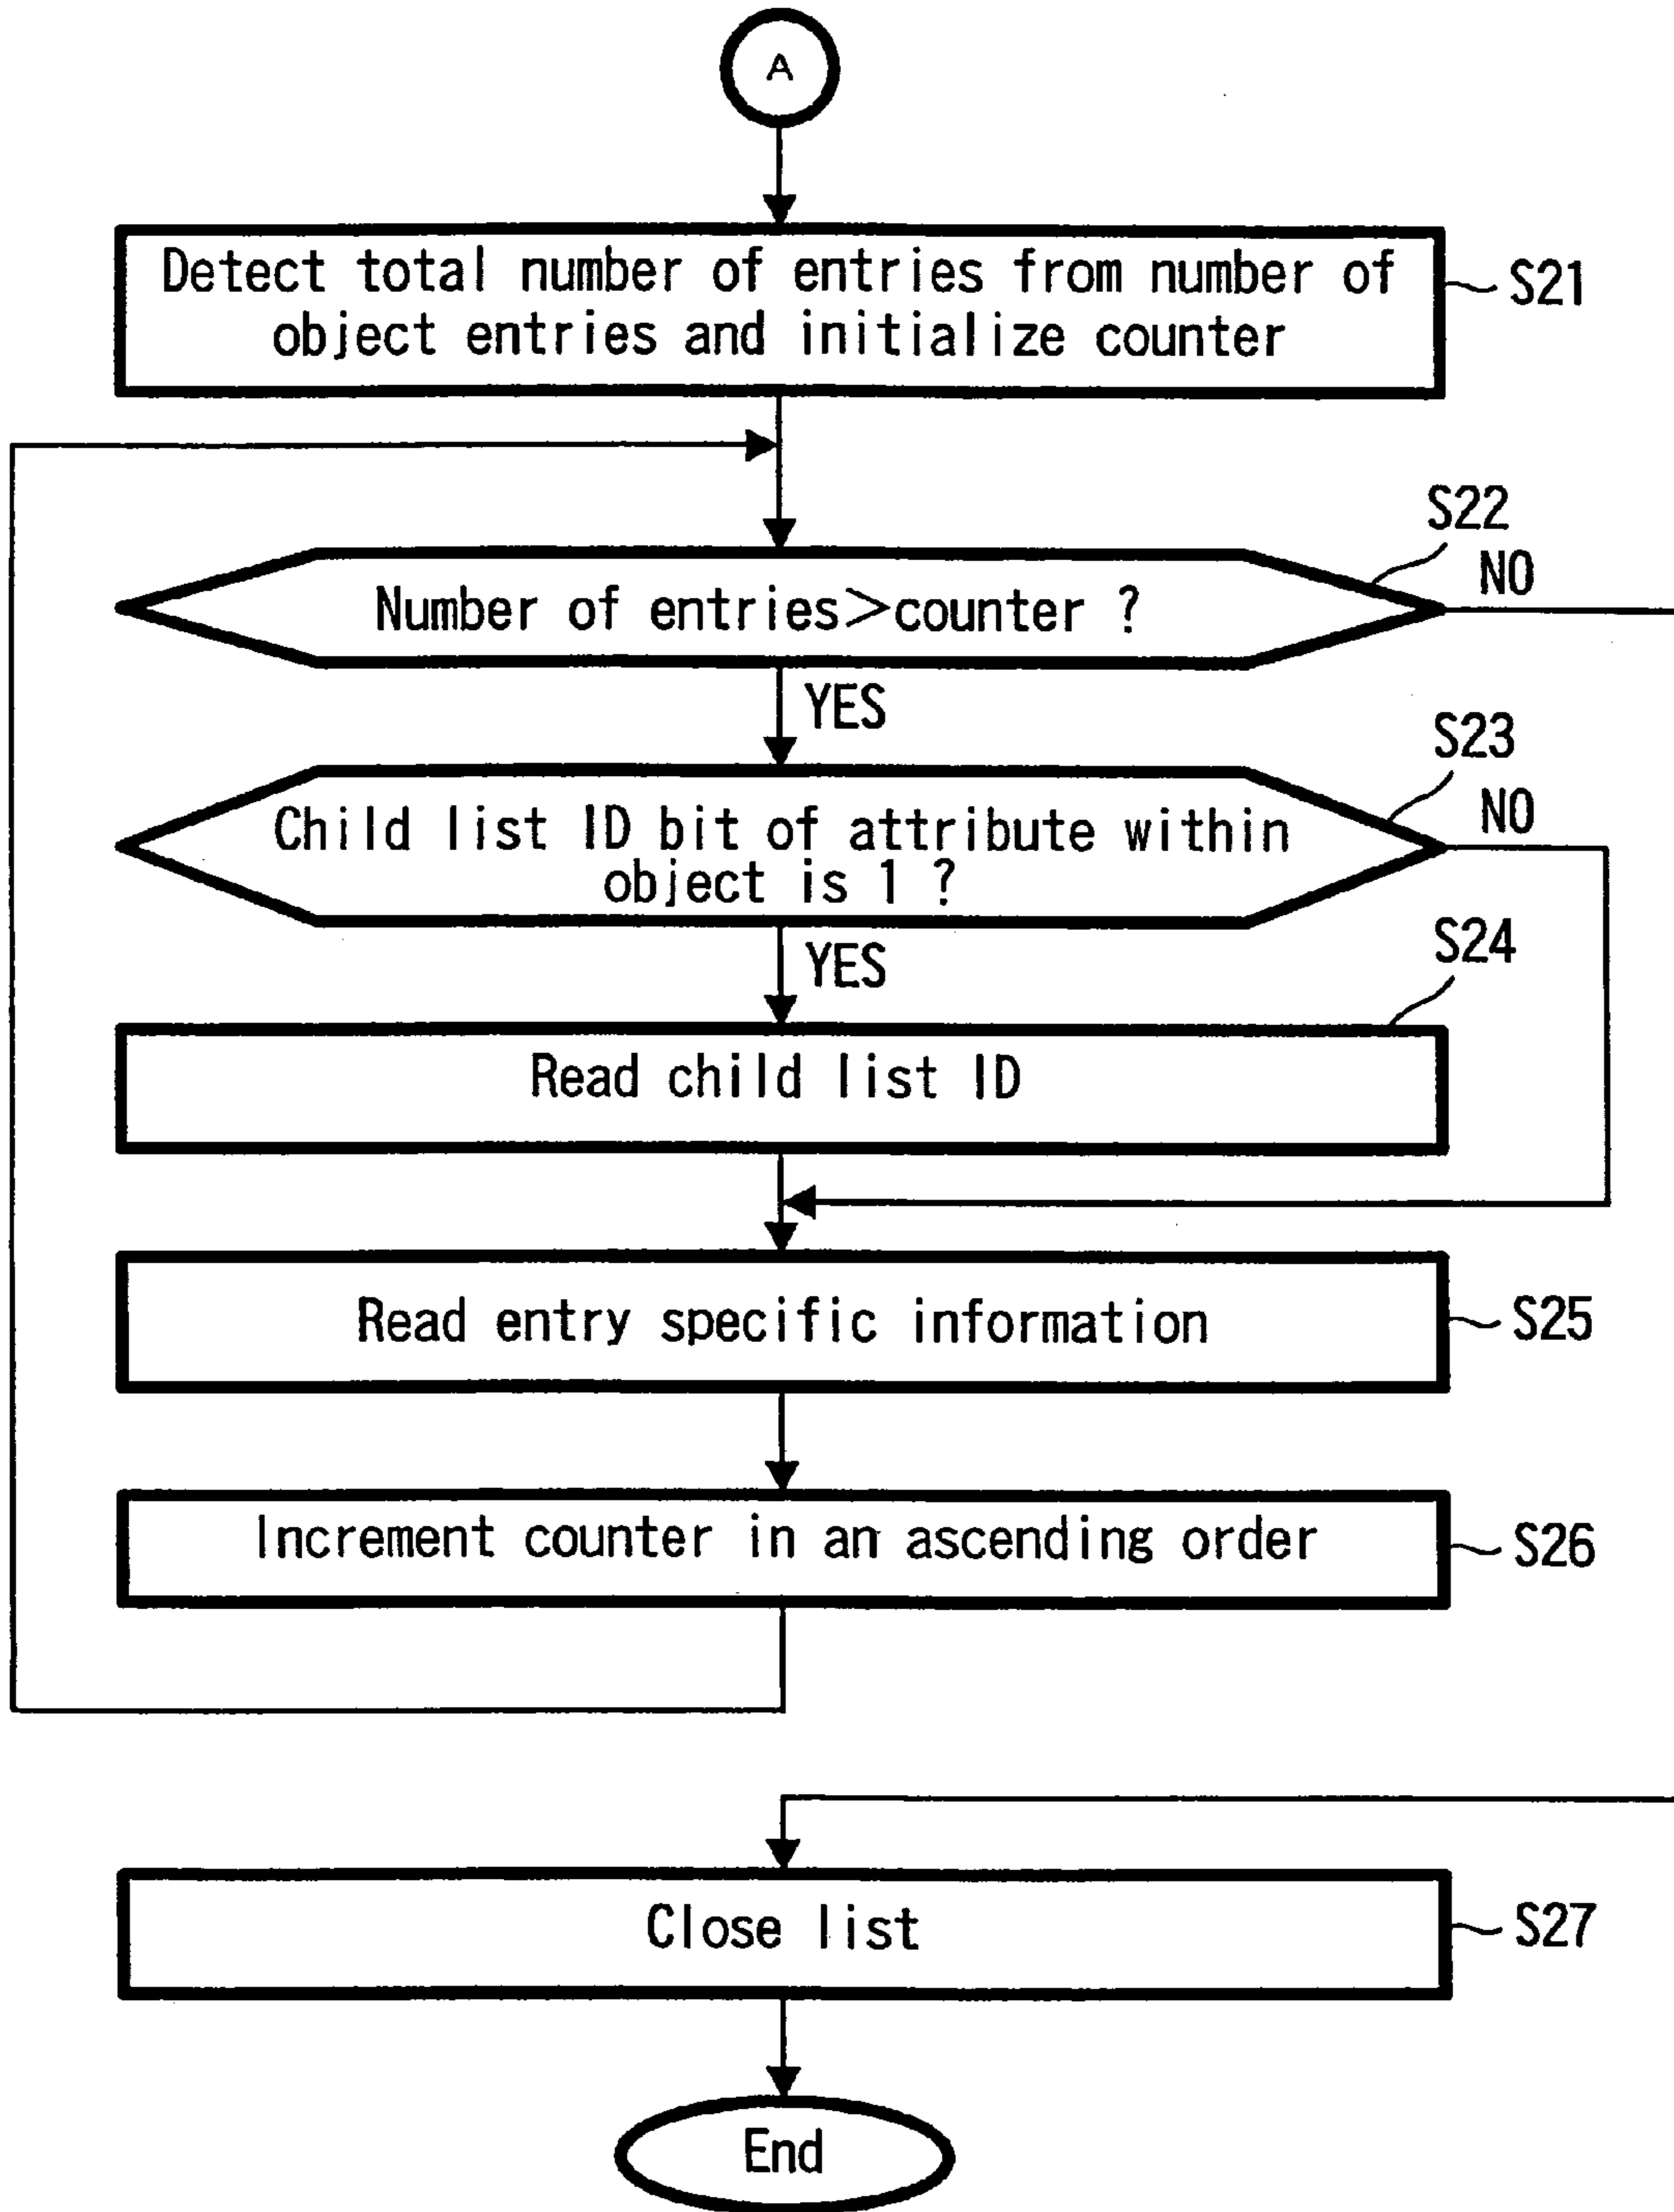 A
Detect total number of entries from number of
object entries and initialize counter
S21
S22
NO
Number of entries>counter ?
YES
S23
NO
Child list ID bit of attribute within
object is 1 ?
YES
S24
Read child list ID
Read entry specific information
S25
Increment counter in an ascending order
S26
Close list
S27
End